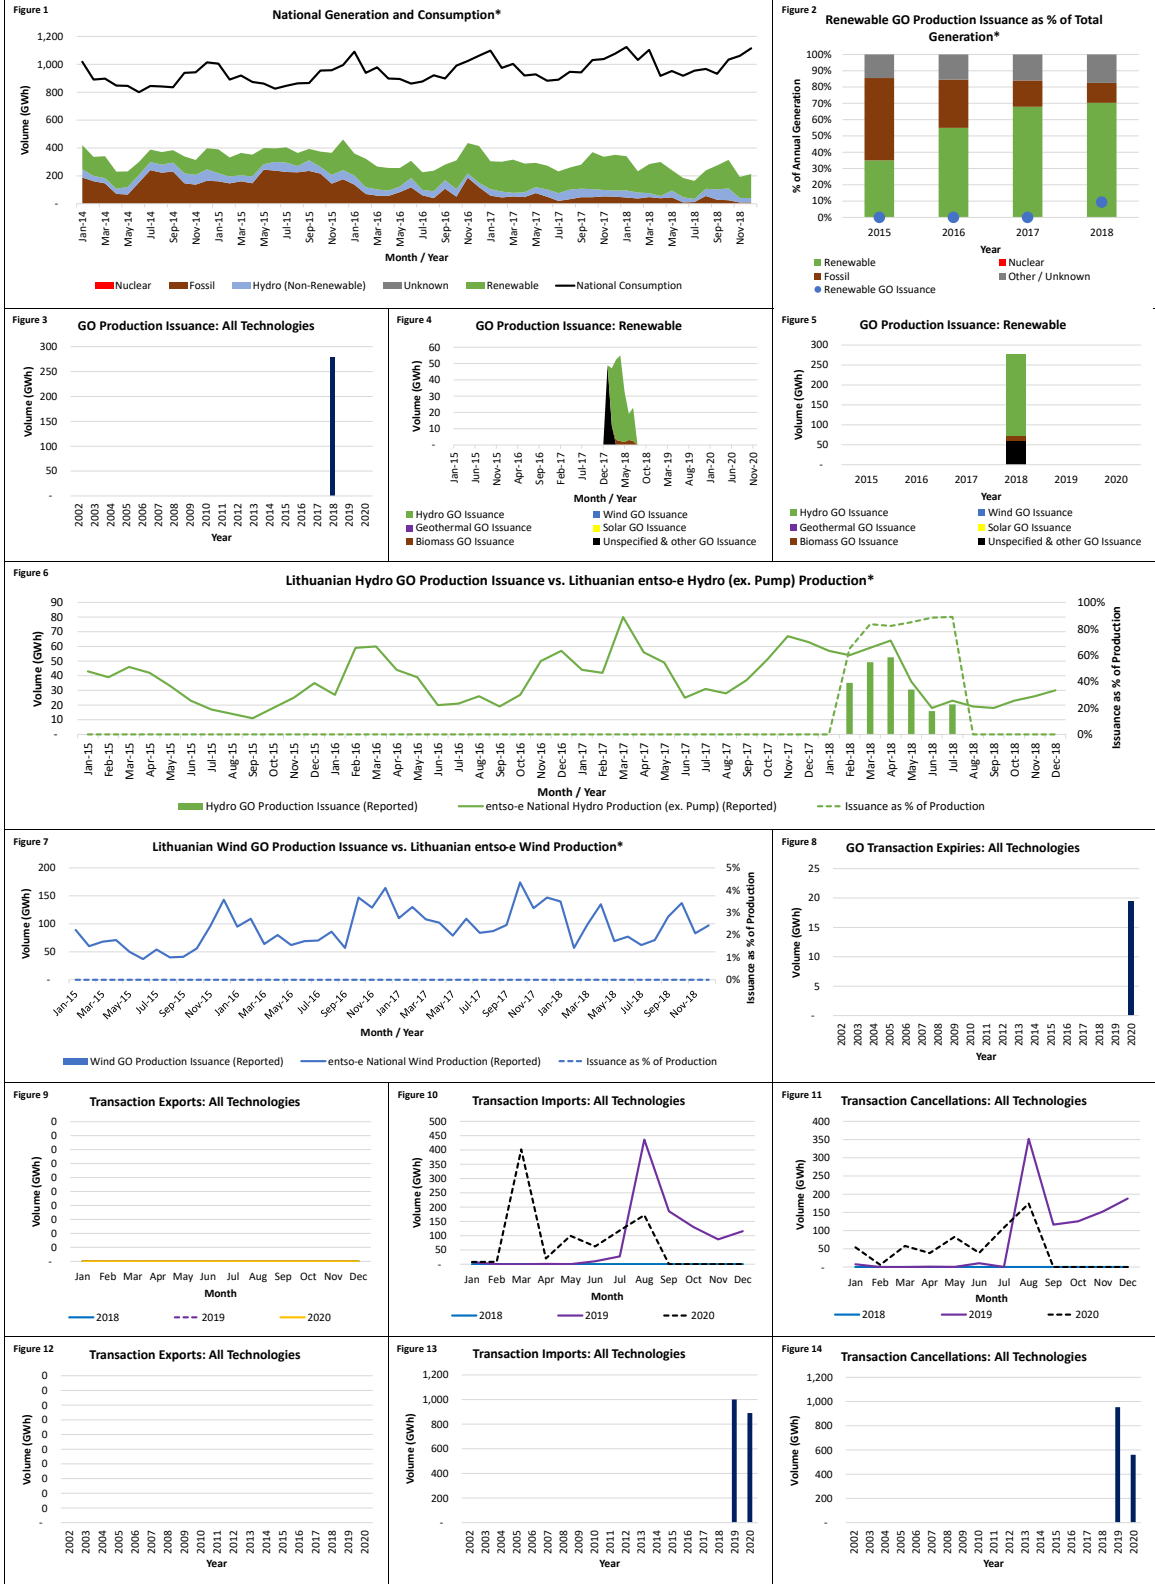 Figure 1
National Generation and Consumption*
Volume (GWh)
1,200
1,000
800
600
400
200
-
Jan-14 Mar-14 May-14 Jul-14 Sep-14 Nov-14 Jan-15 Mar-15 May-15 Jul-15 Sep-15 Nov-15 Jan-16 Mar-16 May-16 Jul-16 Sep-16 Nov-16 Jan-17 Mar-17 May-17 Jul-17 Sep-17 Nov-17 Jan-18 Mar-18 May-18 Jul-18 Sep-18 Nov-18
Month / Year
Nuclear Fossil Hydro (Non-Renewable) Unknown Renewable National Consumption
Figure 2
Renewable GO Production Issuance as % of Total
Generation*
% of Annual Generation
100%
90%
80%
70%
60%
50%
40%
30%
20%
10%
0%
2015 2016 2017 2018
Year
Renewable Nuclear
Fossil Other / Unknown
Renewable GO Issuance
Figure 3
GO Production Issuance: All Technologies
Volume (GWh)
300
250
200
150
100
50
-
2002 2003 2004 2005 2006 2007 2008 2009 2010 2011 2012 2013 2014 2015 2016 2017 2018 2019 2020
Year
Figure 4
GO Production Issuance: Renewable
Volume (GWh)
60
50
40
30
20
10
-
Jan-15 Jun-15 Nov-15 Apr-16 Sep-16 Feb-17 Jul-17 Dec-17 May-18 Oct-18 Mar-19 Aug-19 Jan-20 Jun-20 Nov-20
Month / Year
Hydro GO Issuance Wind GO Issuance
Geothermal GO Issuance Solar GO Issuance
Biomass GO Issuance Unspecified & other GO Issuance
Figure 5
GO Production Issuance: Renewable
Volume (GWh)
300
250
200
150
100
50
-
2015 2016 2017 2018 2019 2020
Year
Hydro GO Issuance Wind GO Issuance
Geothermal GO Issuance Solar GO Issuance
Biomass GO Issuance Unspecified & other GO Issuance
Figure 6
Lithuanian Hydro GO Production Issuance vs. Lithuanian entso-e Hydro (ex. Pump) Production*
Volume (GWh)
90
80
70
60
50
40
30
20
10
-
100%
80%
60%
40%
20%
0%
Issuance as % of Production
Jan-15 Feb-15 Mar-15 Apr-15 May-15 Jun-15 Jul-15 Aug-15 Sep-15 Oct-15 Nov-15 Dec-15 Jan-16 Feb-16 Mar-16 Apr-16 May-16 Jun-16 Jul-16 Aug-16 Sep-16 Oct-16 Nov-16 Dec-16 Jan-17 Feb-17 Mar-17 Apr-17 May-17 Jun-17 Jul-17 Aug-17 Sep-17 Oct-17 Nov-17 Dec-17 Jan-18 Feb-18 Mar-18 Apr-18 May-18 Jun-18 Jul-18 Aug-18 Sep-18 Oct-18 Nov-18 Dec-18
Month / Year
Hydro GO Production Issuance (Reported) entso-e National Hydro Production (ex. Pump) (Reported) Issuance as % of Production
Figure 7
Lithuanian Wind GO Production Issuance vs. Lithuanian entso-e Wind Production*
Volume (GWh)
200
150
100
50
-
5%
4%
3%
2%
1%
0%
Issuance as % of Production
Jan-15 Mar-15 May-15 Jul-15 Sep-15 Nov-15 Jan-16 Mar-16 May-16 Jul-16 Sep-16 Nov-16 Jan-17 Mar-17 May-17 Jul-17 Sep-17 Nov-17 Jan-18 Mar-18 May-18 Jul-18 Sep-18 Nov-18
Month / Year
Wind GO Production Issuance (Reported) entso-e National Wind Production (Reported) Issuance as % of Production
Figure 8
GO Transaction Expiries: All Technologies
Volume (GWh)
25
20
15
10
5
-
2002 2003 2004 2005 2006 2007 2008 2009 2010 2011 2012 2013 2014 2015 2016 2017 2018 2019 2020
Year
Figure 9
Transaction Exports: All Technologies
Volume (GWh)
0
0
0
0
0
0
0
0
0
0
-
Jan Feb Mar Apr May Jun Jul Aug Sep Oct Nov Dec
Month
2018 2019 2020
Figure 10
Transaction Imports: All Technologies
Volume (GWh)
500
450
400
350
300
250
200
150
100
50
-
Jan Feb Mar Apr May Jun Jul Aug Sep Oct Nov Dec
Month
2018 2019 2020
Figure 11
Transaction Cancellations: All Technologies
Volume (GWh)
400
350
300
250
200
150
100
50
-
Jan Feb Mar Apr May Jun Jul Aug Sep Oct Nov Dec
Month
2018 2019 2020
Figure 12
Transaction Exports: All Technologies
Volume (GWh)
0
0
0
0
0
0
0
0
0
0
-
2002 2003 2004 2005 2006 2007 2008 2009 2010 2011 2012 2013 2014 2015 2016 2017 2018 2019 2020
Year
Figure 13
Transaction Imports: All Technologies
Volume (GWh)
1,200
1,000
800
600
400
200
-
2002 2003 2004 2005 2006 2007 2008 2009 2010 2011 2012 2013 2014 2015 2016 2017 2018 2019 2020
Year
Figure 14
Transaction Cancellations: All Technologies
Volume (GWh)
1,200
1,000
800
600
400
200
-
2002 2003 2004 2005 2006 2007 2008 2009 2010 2011 2012 2013 2014 2015 2016 2017 2018 2019 2020
Year